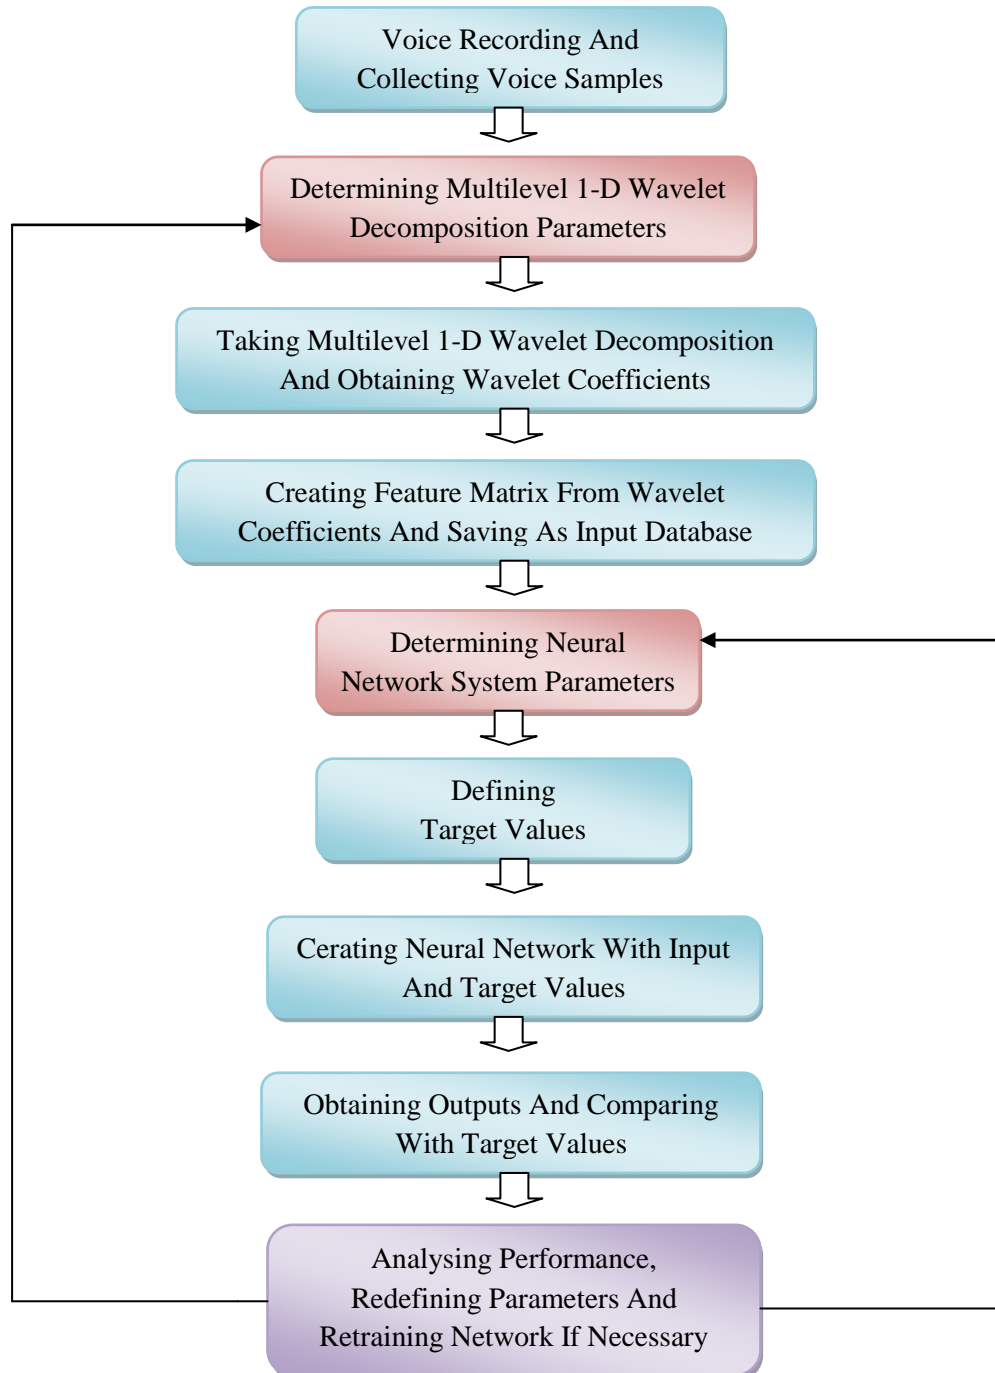 Voice Recording And
Collecting Voice Samples
Determining Multilevel 1-D Wavelet
Decomposition Parameters
Taking Multilevel 1-D Wavelet Decomposition
And Obtaining Wavelet Coefficients
Creating Feature Matrix From Wavelet
Coefficients And Saving As Input Database
Determining Neural
Network System Parameters
Defining
Target Values
Cerating Neural Network With Input
And Target Values
Obtaining Outputs And Comparing
With Target Values
Analysing Performance,
Redefining Parameters And
Retraining Network If Necessary